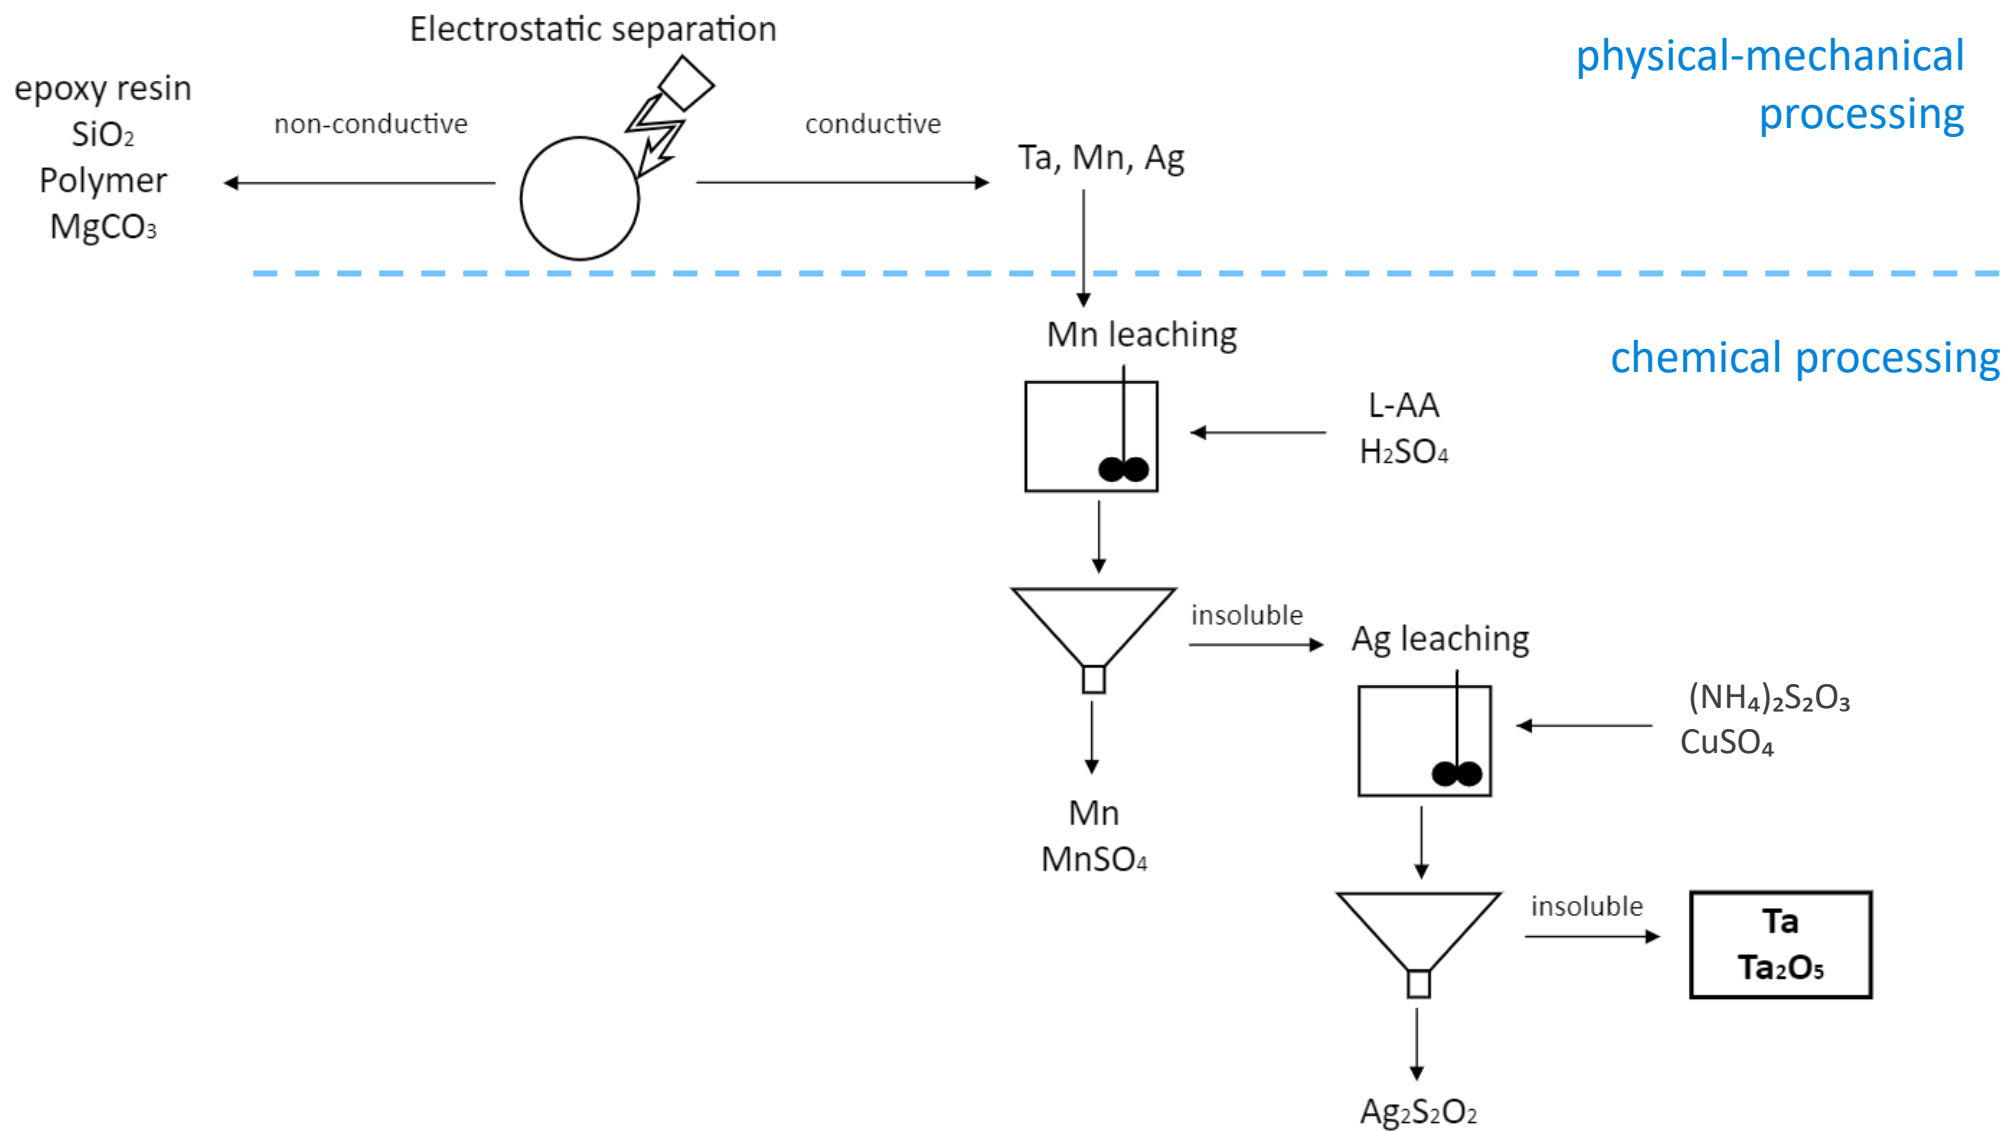 Electrostatic separation
physical-mechanical
processing
epoxy resin
SiO₂
Polymer
MgCO₃
non-conductive
conductive
Ta, Mn, Ag
Mn leaching
chemical processing
L-AA
H₂SO₄
insoluble
Ag leaching
(NH₄)₂S₂O₃
CuSO₄
Mn
MnSO₄
insoluble
Ta
Ta₂O₅
Ag₂S₂O₂